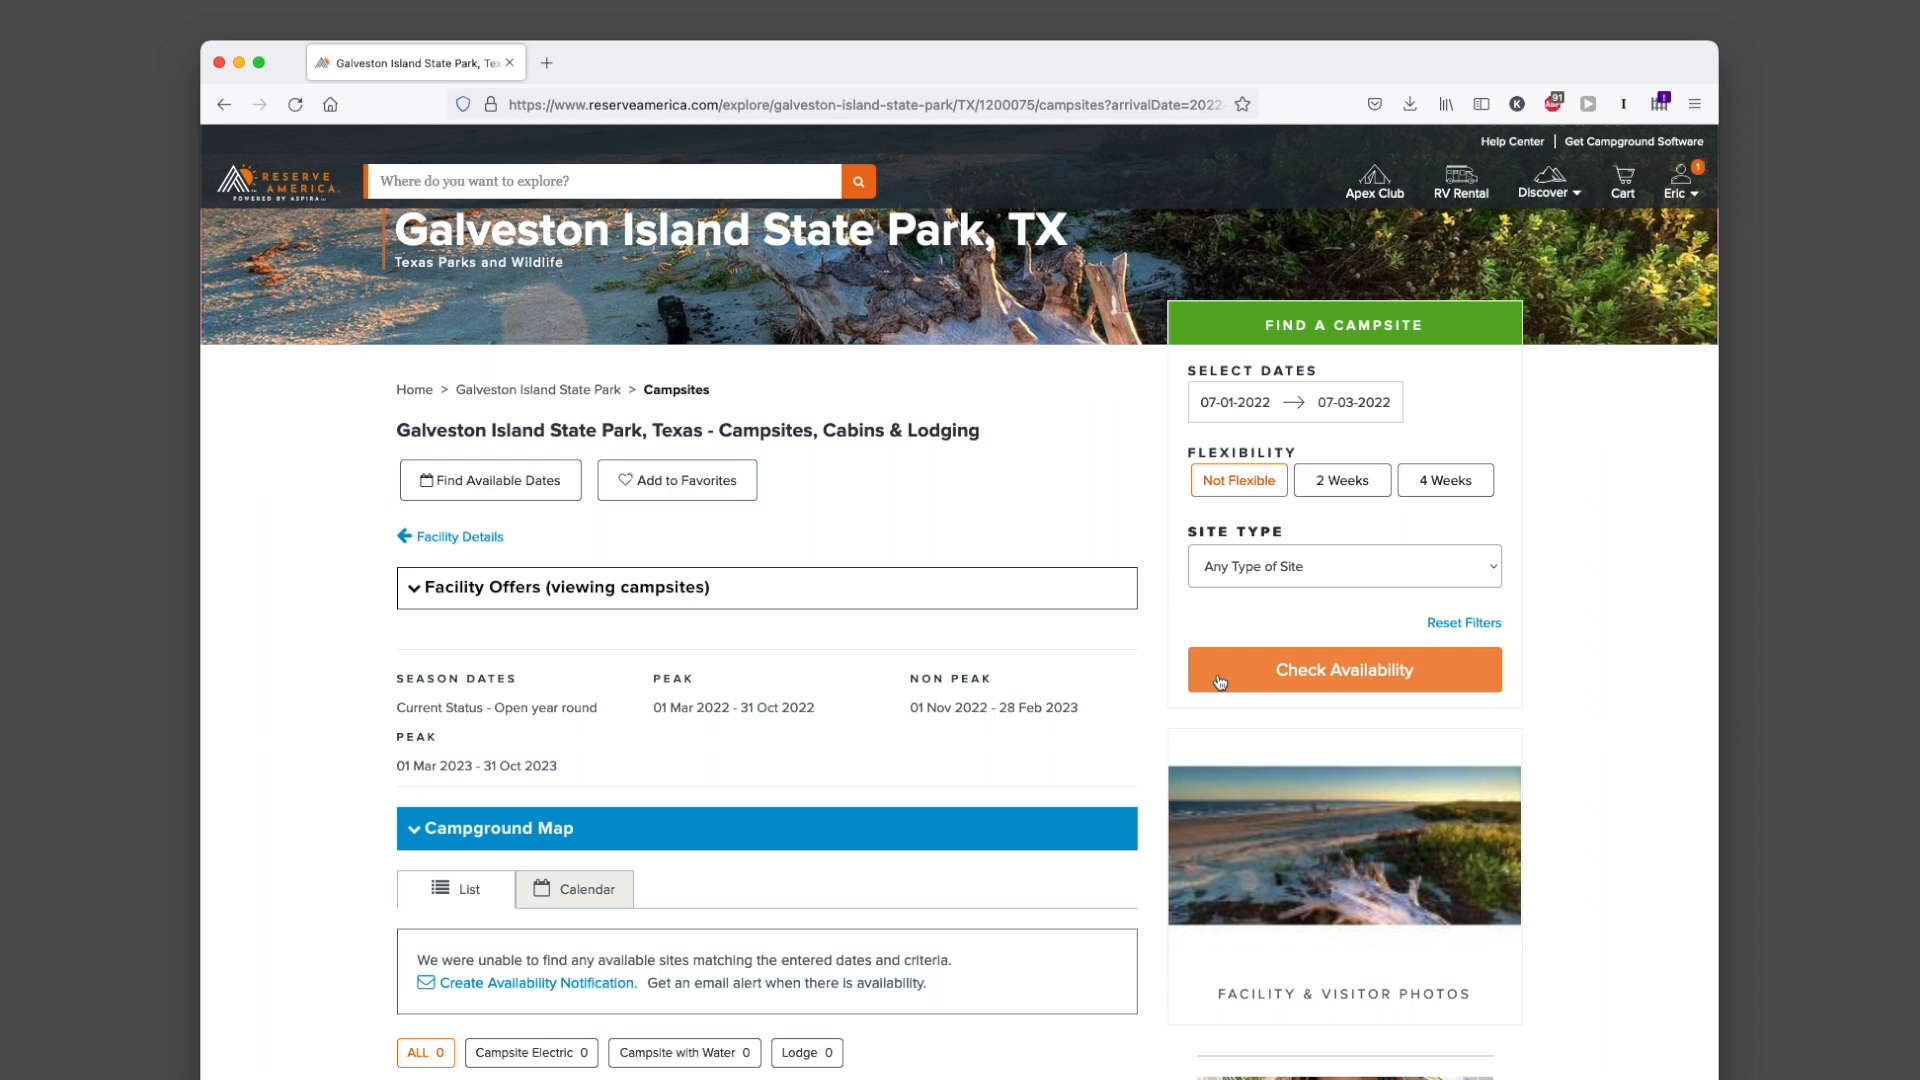 Galveston Island State Park, Tex
https://www.reserveamerica.com/explore/galveston-island-state-park/TX/1200075/campsites?arrivalDate=2022-
K
ABP
91
I
!
Help Center | Get Campground Software
RESERVE
AMERICA
POWERED BY ASPIRA
Where do you want to explore?
Apex Club
RV Rental
Discover
Cart
1
Eric
Galveston Island State Park, TX
Texas Parks and Wildlife
FIND A CAMPSITE
SELECT DATES
07-01-2022 → 07-03-2022
FLEXIBILITY
Not Flexible
2 Weeks
4 Weeks
SITE TYPE
Any Type of Site
Reset Filters
Check Availability
Home > Galveston Island State Park > Campsites
Galveston Island State Park, Texas - Campsites, Cabins & Lodging
Find Available Dates
Add to Favorites
Facility Details
Facility Offers (viewing campsites)
SEASON DATES
Current Status - Open year round
PEAK
01 Mar 2022 - 31 Oct 2022
NON PEAK
01 Nov 2022 - 28 Feb 2023
PEAK
01 Mar 2023 - 31 Oct 2023
Campground Map
List
Calendar
We were unable to find any available sites matching the entered dates and criteria.
Create Availability Notification. Get an email alert when there is availability.
ALL 0
Campsite Electric 0
Campsite with Water 0
Lodge 0
FACILITY & VISITOR PHOTOS